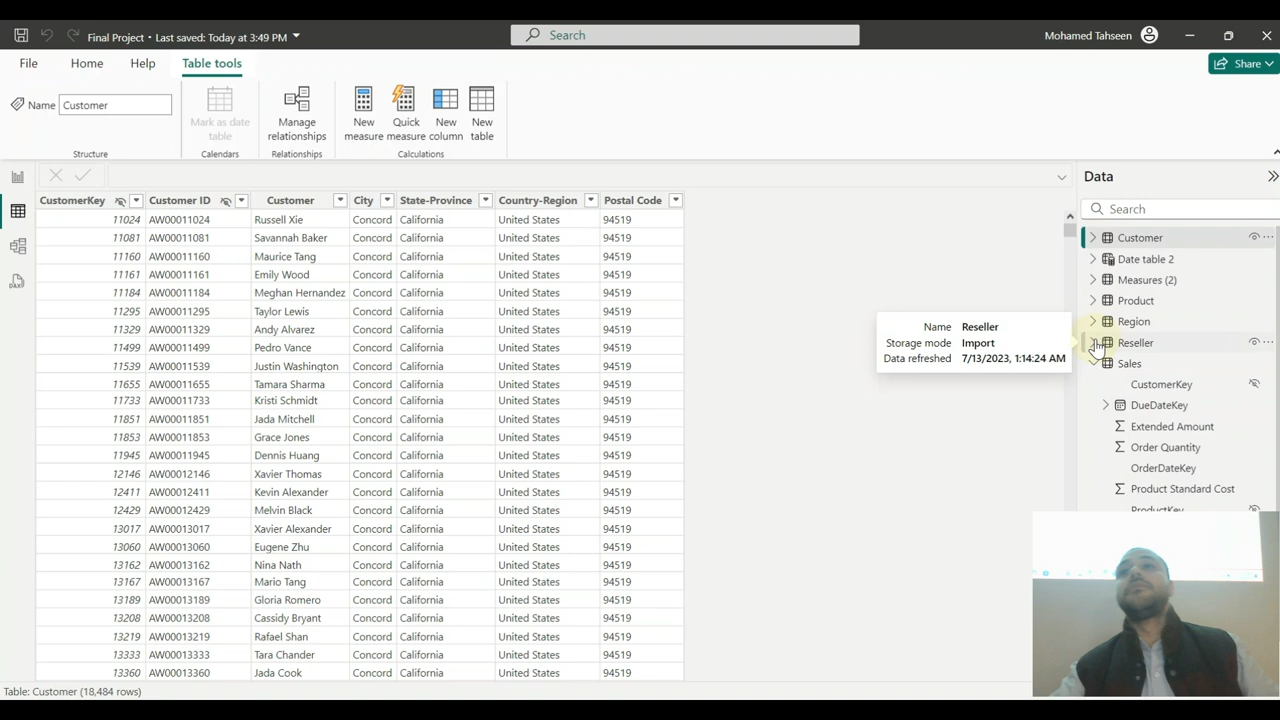 Final Project • Last saved: Today at 3:49 PM
Search
Mohamed Tahseen
File Home Help Table tools
Share
Name Customer
Mark as date table
Manage relationships
New measure
Quick measure
New column
New table
Structure
Calendars
Relationships
Calculations
CustomerKey Customer ID Customer City State-Province Country-Region Postal Code
11024 AW00011024 Russell Xie Concord California United States 94519
11081 AW00011081 Savannah Baker Concord California United States 94519
11160 AW00011160 Maurice Tang Concord California United States 94519
11161 AW00011161 Emily Wood Concord California United States 94519
11184 AW00011184 Meghan Hernandez Concord California United States 94519
11295 AW00011295 Taylor Lewis Concord California United States 94519
11329 AW00011329 Andy Alvarez Concord California United States 94519
11499 AW00011499 Pedro Vance Concord California United States 94519
11539 AW00011539 Justin Washington Concord California United States 94519
11655 AW00011655 Tamara Sharma Concord California United States 94519
11733 AW00011733 Kristi Schmidt Concord California United States 94519
11851 AW00011851 Jada Mitchell Concord California United States 94519
11853 AW00011853 Grace Jones Concord California United States 94519
11945 AW00011945 Dennis Huang Concord California United States 94519
12146 AW00012146 Xavier Thomas Concord California United States 94519
12411 AW00012411 Kevin Alexander Concord California United States 94519
12429 AW00012429 Melvin Black Concord California United States 94519
13017 AW00013017 Xavier Alexander Concord California United States 94519
13060 AW00013060 Eugene Zhu Concord California United States 94519
13162 AW00013162 Nina Nath Concord California United States 94519
13167 AW00013167 Mario Tang Concord California United States 94519
13189 AW00013189 Gloria Romero Concord California United States 94519
13208 AW00013208 Cassidy Bryant Concord California United States 94519
13219 AW00013219 Rafael Shan Concord California United States 94519
13333 AW00013333 Tara Chander Concord California United States 94519
13360 AW00013360 Jada Cook Concord California United States 94519
Table: Customer (18,484 rows)
Name Reseller
Storage mode Import
Data refreshed 7/13/2023, 1:14:24 AM
Data
Search
Customer
Date table 2
Measures (2)
Product
Region
Reseller
Sales
CustomerKey
DueDateKey
Extended Amount
Order Quantity
OrderDateKey
Product Standard Cost
ProductKey